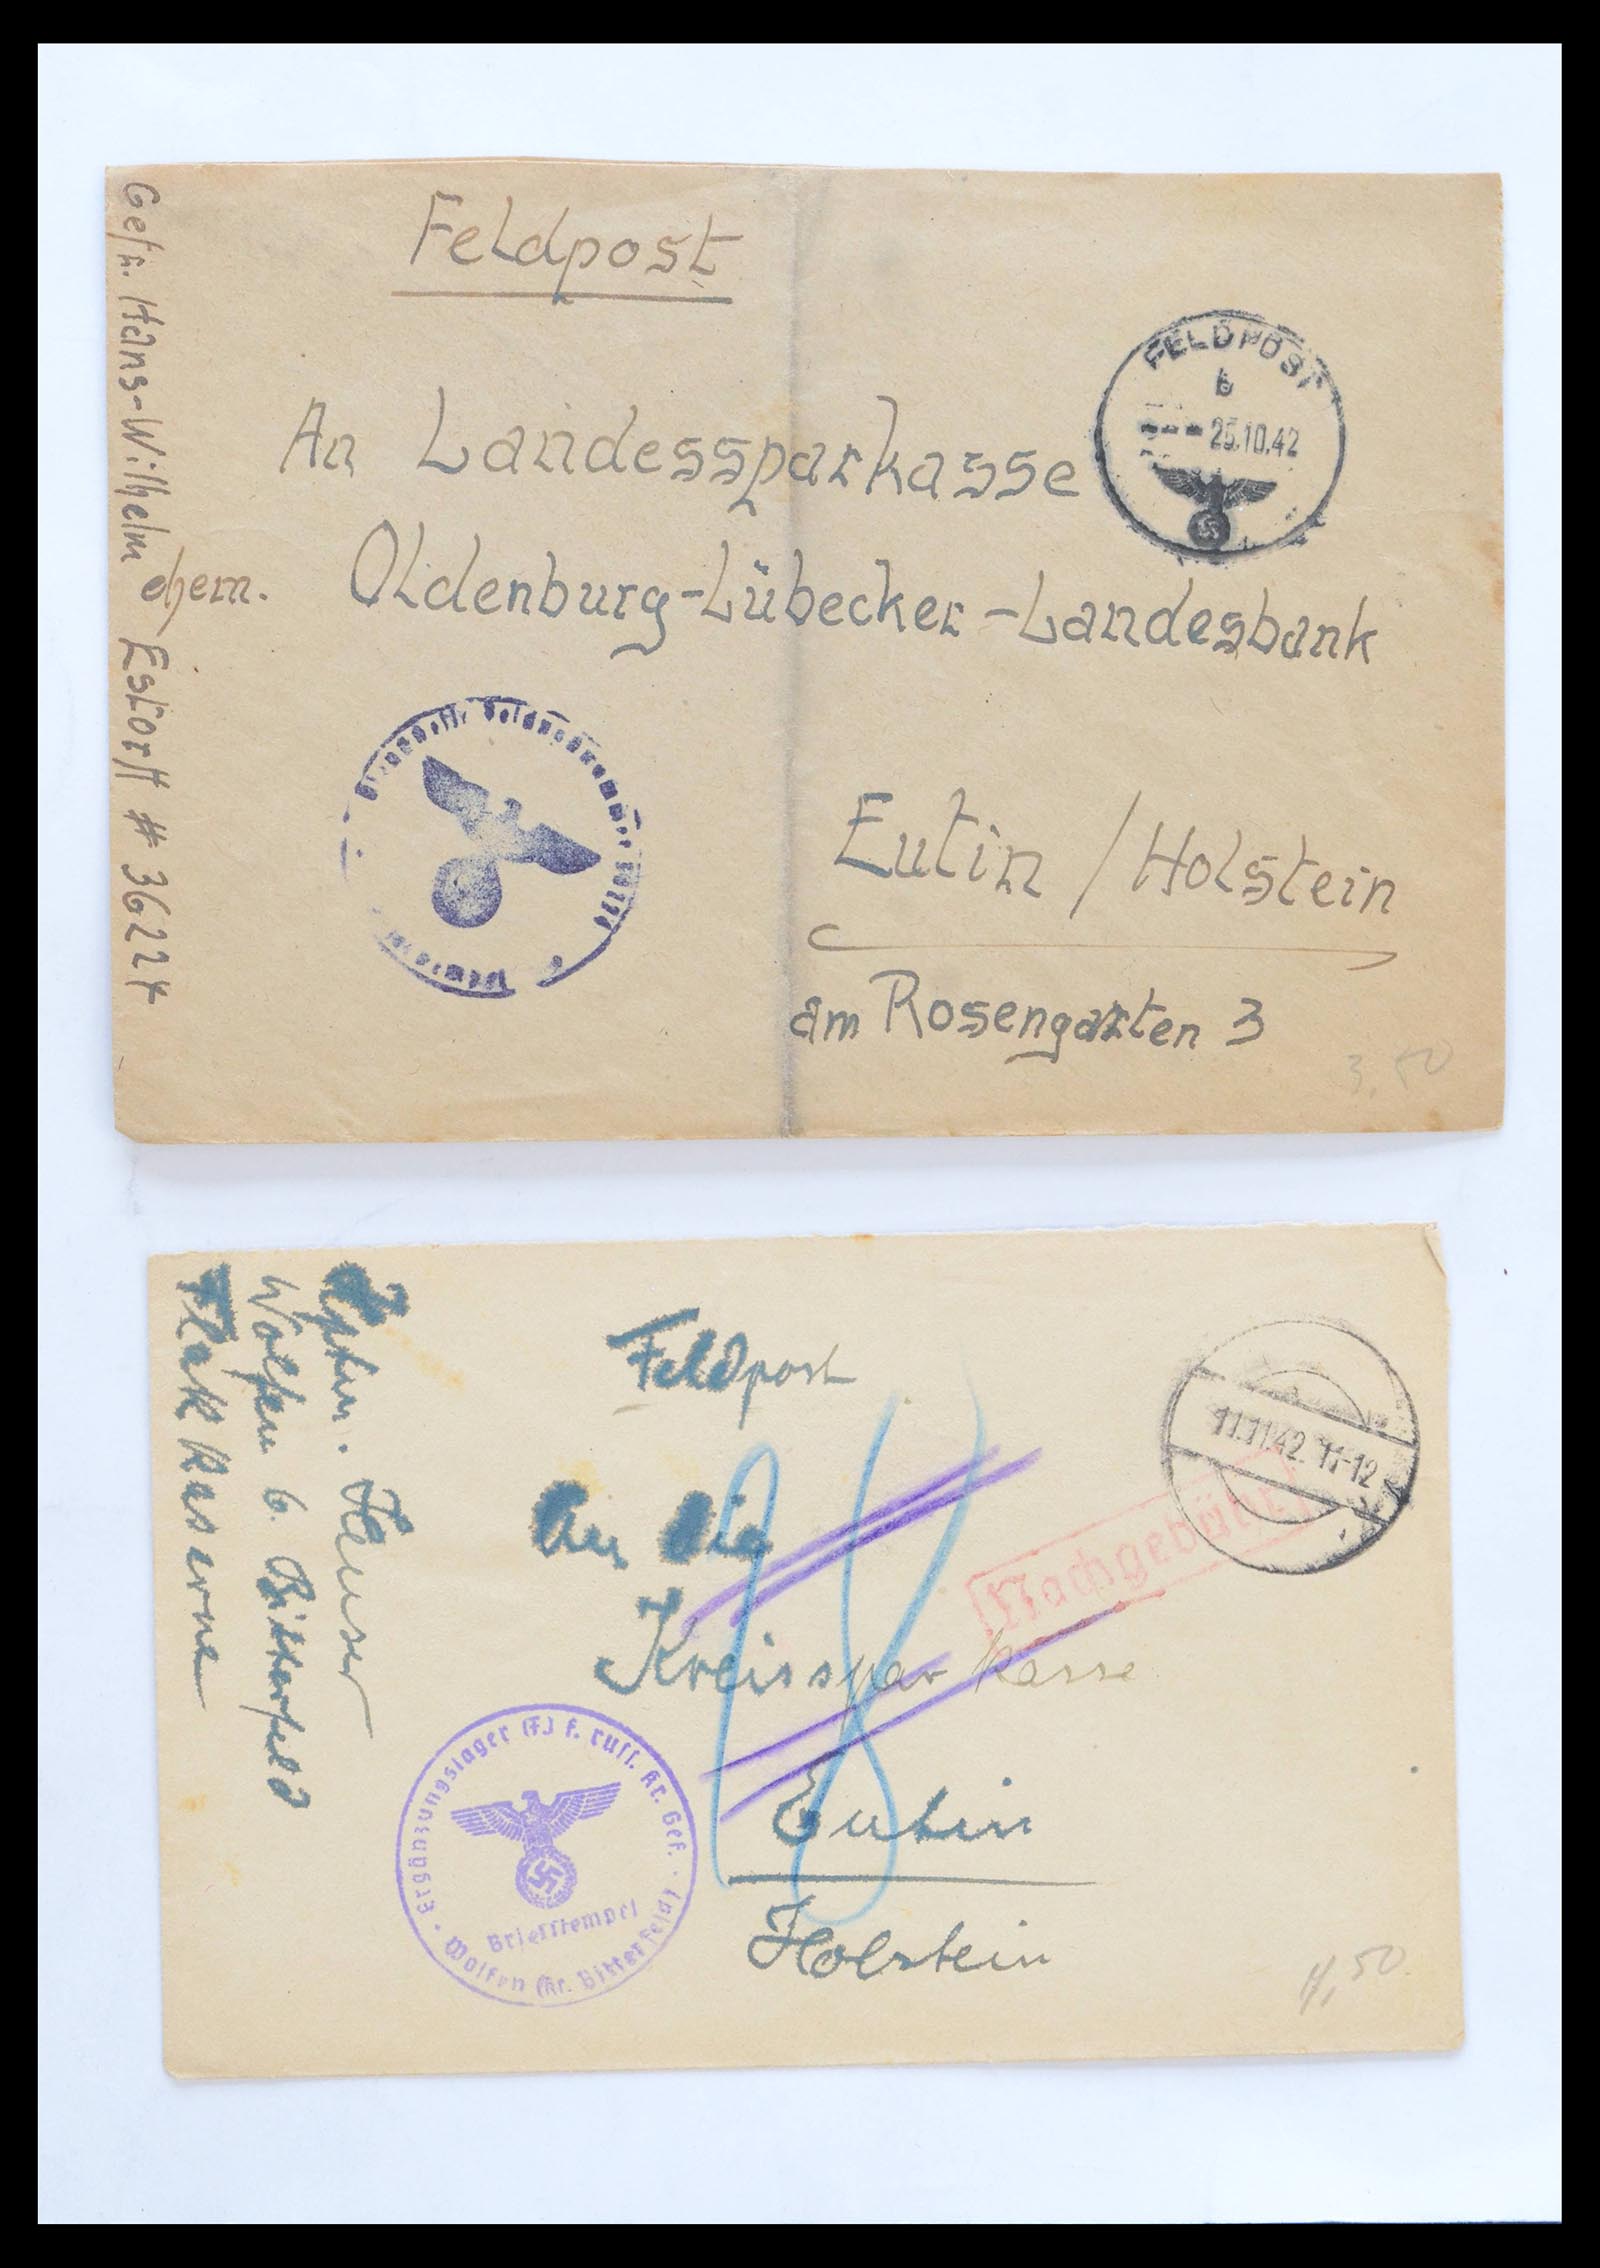 Feldpost
Gefr. Hans-Wilhelm Estorff # 36224
FELDPOST
b
25.10.42
An Landessparkasse
ehem. Oldenburg-Lübecker-Landesbank
Eutin / Holstein
am Rosengarten 3
3,50
Feldpost
Wolfen b. Bitterfeld
Flakkaserne
11.11.42. 11-12
Nachgebühr
An die
Kreissparkasse
48
Eutin
Holstein
Ergänzungslager (F.) f. russ. Kr. Gef.
Briefstempel
Wolfen (Kr. Bitterfeld)
4,50